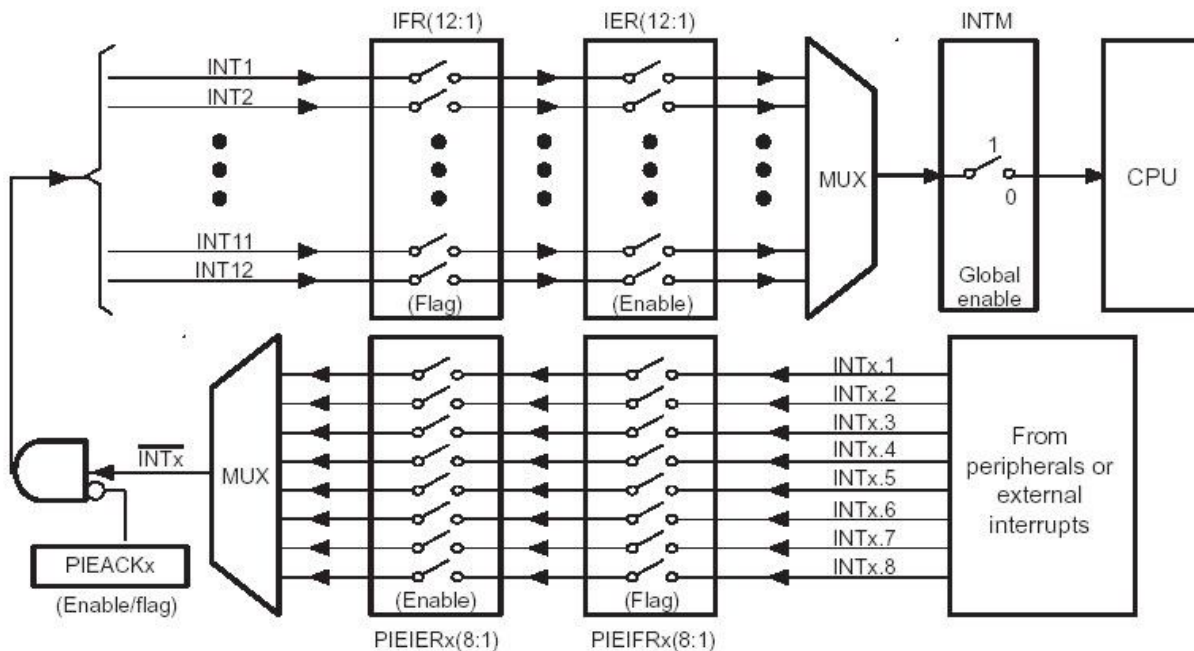 IFR(12:1)
IER(12:1)
INTM
INT1
INT2
INT11
INT12
(Flag)
(Enable)
MUX
1
0
Global
enable
CPU
INTx.1
INTx.2
INTx.3
INTx.4
INTx.5
INTx.6
INTx.7
INTx.8
From
peripherals or
external
interrupts
INTx
MUX
PIEACKx
(Enable/flag)
(Enable)
(Flag)
PIEIERx(8:1)
PIEIFRx(8:1)